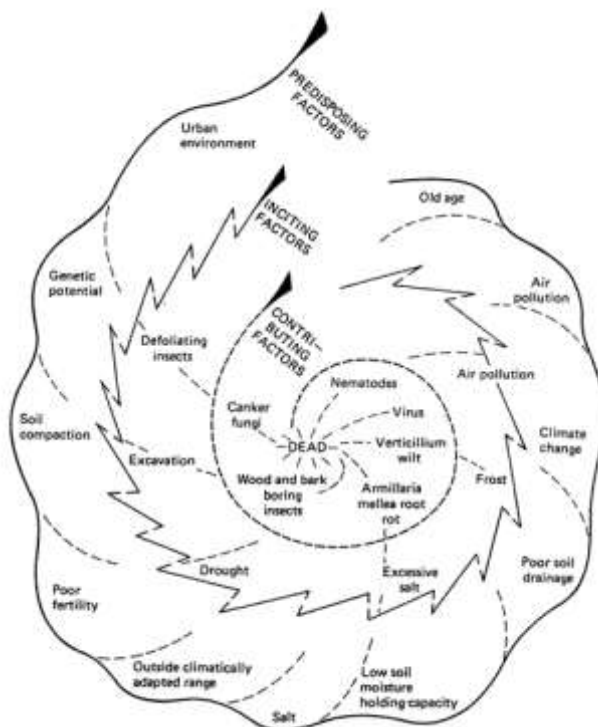 PREDISPOSING
FACTORS
Urban
environment
INCITING
FACTORS
Old age
Genetic
potential
Air
pollution
CONTRI-
BUTING
FACTORS
Defoliating
insects
Nematodes
Air pollution
Canker
fungi
Virus
Soil
compaction
DEAD
Verticillium
wilt
Climate
change
Excavation
Wood and bark
boring
insects
Armillaria
mellea root
rot
Frost
Drought
Excessive
salt
Poor soil
drainage
Poor
fertility
Outside climatically
adapted range
Low soil
moisture
holding capacity
Salt